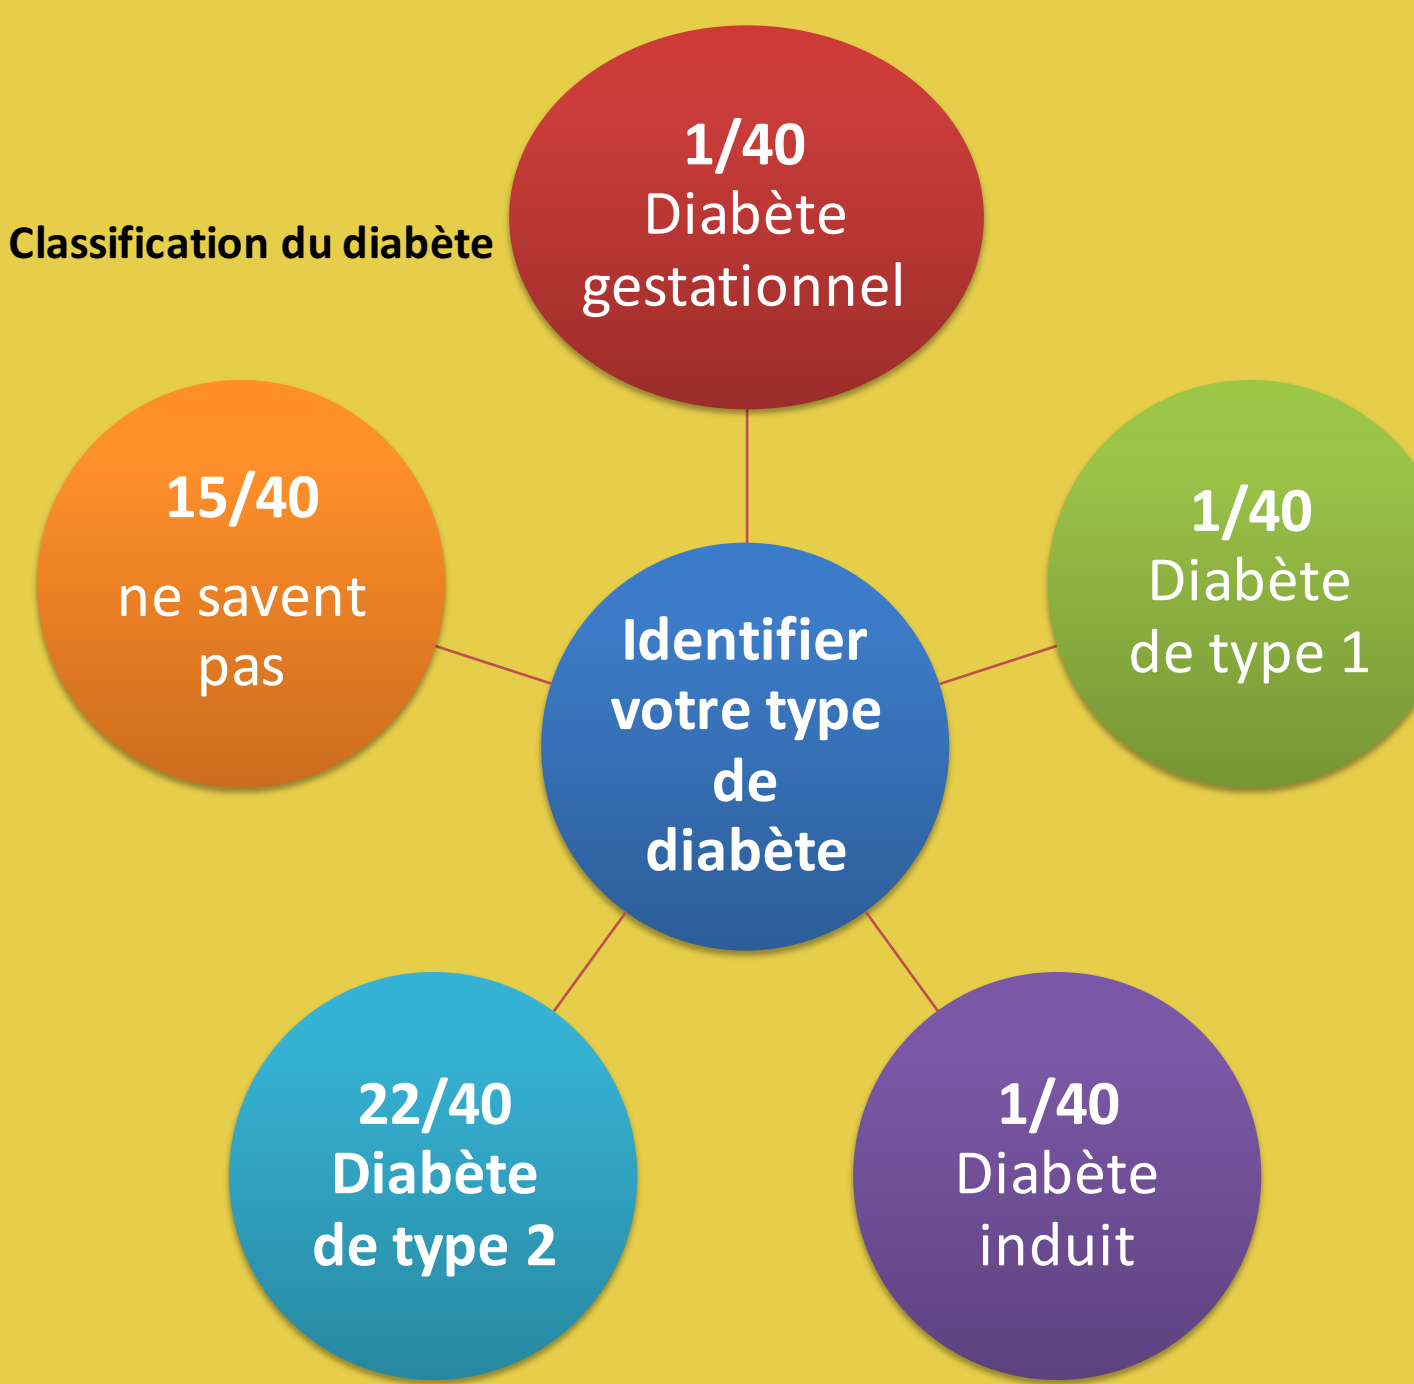 1/40
Diabète
gestationnel
Classification du diabète
15/40
ne savent
pas
1/40
Diabète
de type 1
Identifier
votre type
de
diabète
22/40
Diabète
de type 2
1/40
Diabète
induit